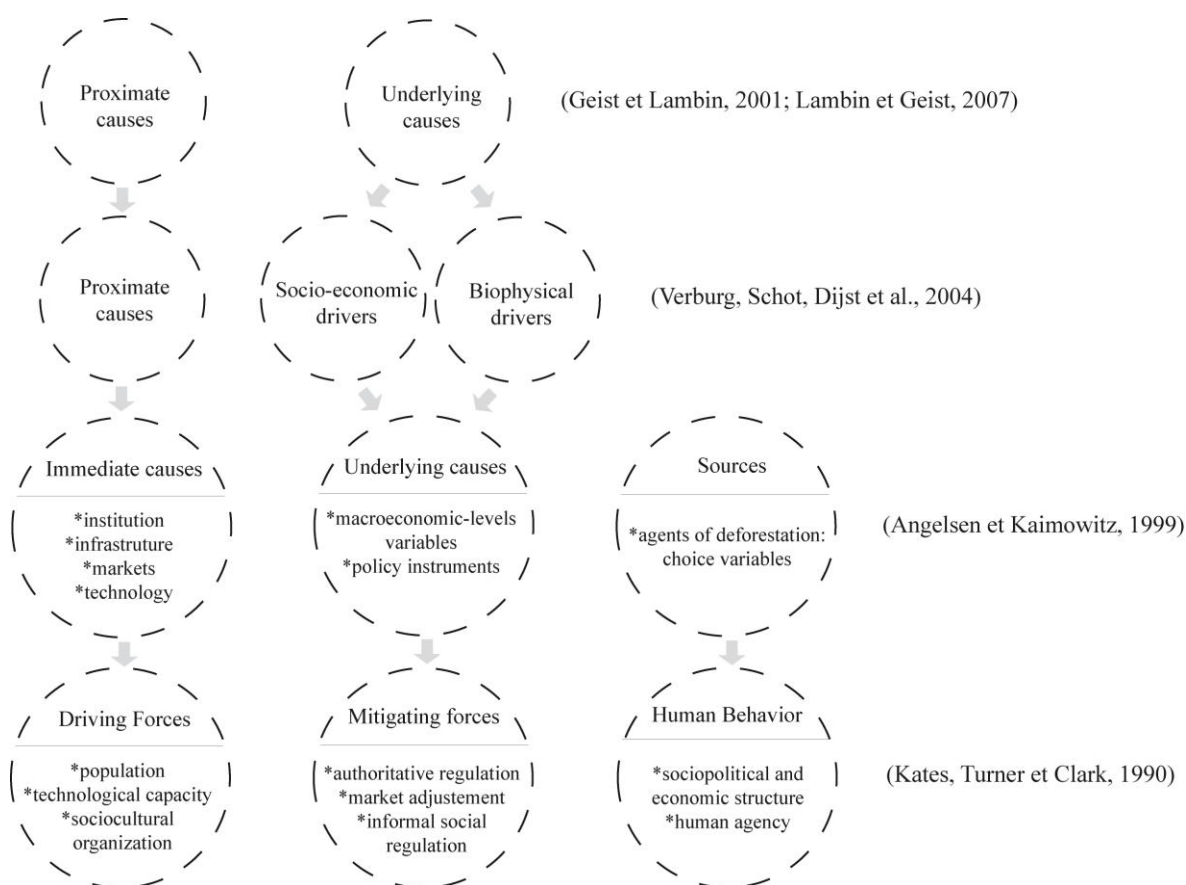 Proximate
causes
Underlying
causes
(Geist et Lambin, 2001; Lambin et Geist, 2007)
Proximate
causes
Socio-economic
drivers
Biophysical
drivers
(Verburg, Schot, Dijst et al., 2004)
Immediate causes
*institution
*infrastruture
*markets
*technology
Underlying causes
*macroeconomic-levels
variables
*policy instruments
Sources
*agents of deforestation:
choice variables
(Angelsen et Kaimowitz, 1999)
Driving Forces
*population
*technological capacity
*sociocultural
organization
Mitigating forces
*authoritative regulation
*market adjustement
*informal social
regulation
Human Behavior
*sociopolitical and
economic structure
*human agency
(Kates, Turner et Clark, 1990)